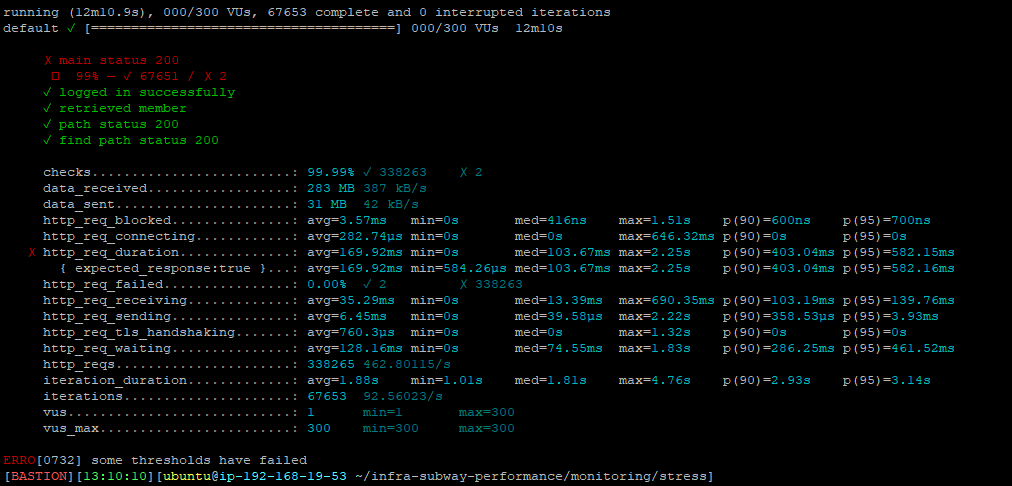 running (12m10.9s), 000/300 VUs, 67653 complete and 0 interrupted iterations
default ✓ [======================================] 000/300 VUs  12m10s
✗ main status 200
99% — ✓ 67651 / ✗ 2
✓ logged in successfully
✓ retrieved member
✓ path status 200
✓ find path status 200
checks.........................: 99.99% ✓ 338263    ✗ 2
data_received..................: 283 MB 387 kB/s
data_sent......................: 31 MB  42 kB/s
http_req_blocked...............: avg=3.57ms   min=0s       med=416ns    max=1.51s    p(90)=600ns    p(95)=700ns
http_req_connecting............: avg=282.74µs min=0s       med=0s       max=646.32ms p(90)=0s       p(95)=0s
✗ http_req_duration..............: avg=169.92ms min=0s       med=103.67ms max=2.25s    p(90)=403.04ms p(95)=582.15ms
{ expected_response:true }...: avg=169.92ms min=584.26µs med=103.67ms max=2.25s    p(90)=403.04ms p(95)=582.16ms
http_req_failed................: 0.00%  ✓ 2         ✗ 338263
http_req_receiving.............: avg=35.29ms  min=0s       med=13.39ms  max=690.35ms p(90)=103.19ms p(95)=139.76ms
http_req_sending...............: avg=6.45ms   min=0s       med=39.58µs  max=2.22s    p(90)=358.53µs p(95)=3.93ms
http_req_tls_handshaking.......: avg=760.3µs  min=0s       med=0s       max=1.32s    p(90)=0s       p(95)=0s
http_req_waiting...............: avg=128.16ms min=0s       med=74.55ms  max=1.83s    p(90)=286.25ms p(95)=461.52ms
http_reqs......................: 338265 462.80115/s
iteration_duration.............: avg=1.88s    min=1.01s    med=1.81s    max=4.76s    p(90)=2.93s    p(95)=3.14s
iterations.....................: 67653  92.56023/s
vus............................: 1      min=1       max=300
vus_max........................: 300    min=300     max=300
ERRO[0732] some thresholds have failed
[BASTION][13:10:10][ubuntu@ip-192-168-19-53 ~/infra-subway-performance/monitoring/stress]